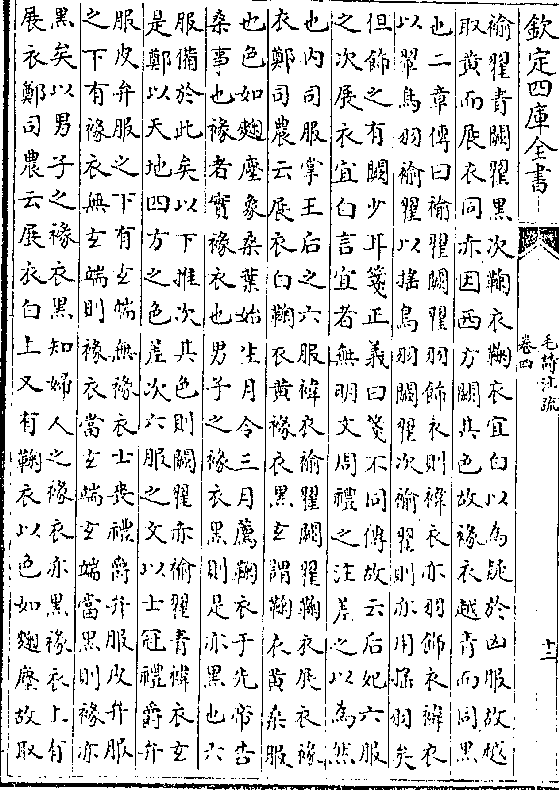 欽定四庫全書
毛詩注疏
卷四
褕翟青闕翟黑次鞠衣鞠衣宜白以為疑於凶服故越
取黃而展衣同亦因西方闕其色故褖衣越青而同黑
也二章傳曰褕翟闕翟羽飾衣則褘衣亦羽飾衣褘衣
以翬鳥羽褕翟以搖鳥羽闕翟次褕翟則亦用搖羽矣
但飾之有闕少耳箋正義曰箋不同傳故云后妃六服
之次展衣宜白言宜者無明文周禮之注差之以為然
也内司服掌王后之六服褘衣褕翟闕翟鞠衣展衣褖
衣鄭司農云展衣白鞠衣黃褖衣黑玄謂鞠衣黃桑服
也色如麴塵象桑葉始生月令三月薦鞠衣于先帝告
桑事也褖者實褖衣也男子之褖衣黑則是亦黑也六
服備於此矣以下推次其色則闕翟赤褕翟青褘衣玄
是鄭以天地四方之色差次六服之文以士冠禮爵弁
服皮弁服之下有玄端無褖衣士喪禮爵弁服皮弁服
之下有褖衣無玄端則褖衣當玄端玄端當黑則褖亦
黑矣以男子之褖衣黑知婦人之褖衣亦黑褖衣上有
展衣鄭司農云展衣白上又有鞠衣以色如麴塵故取